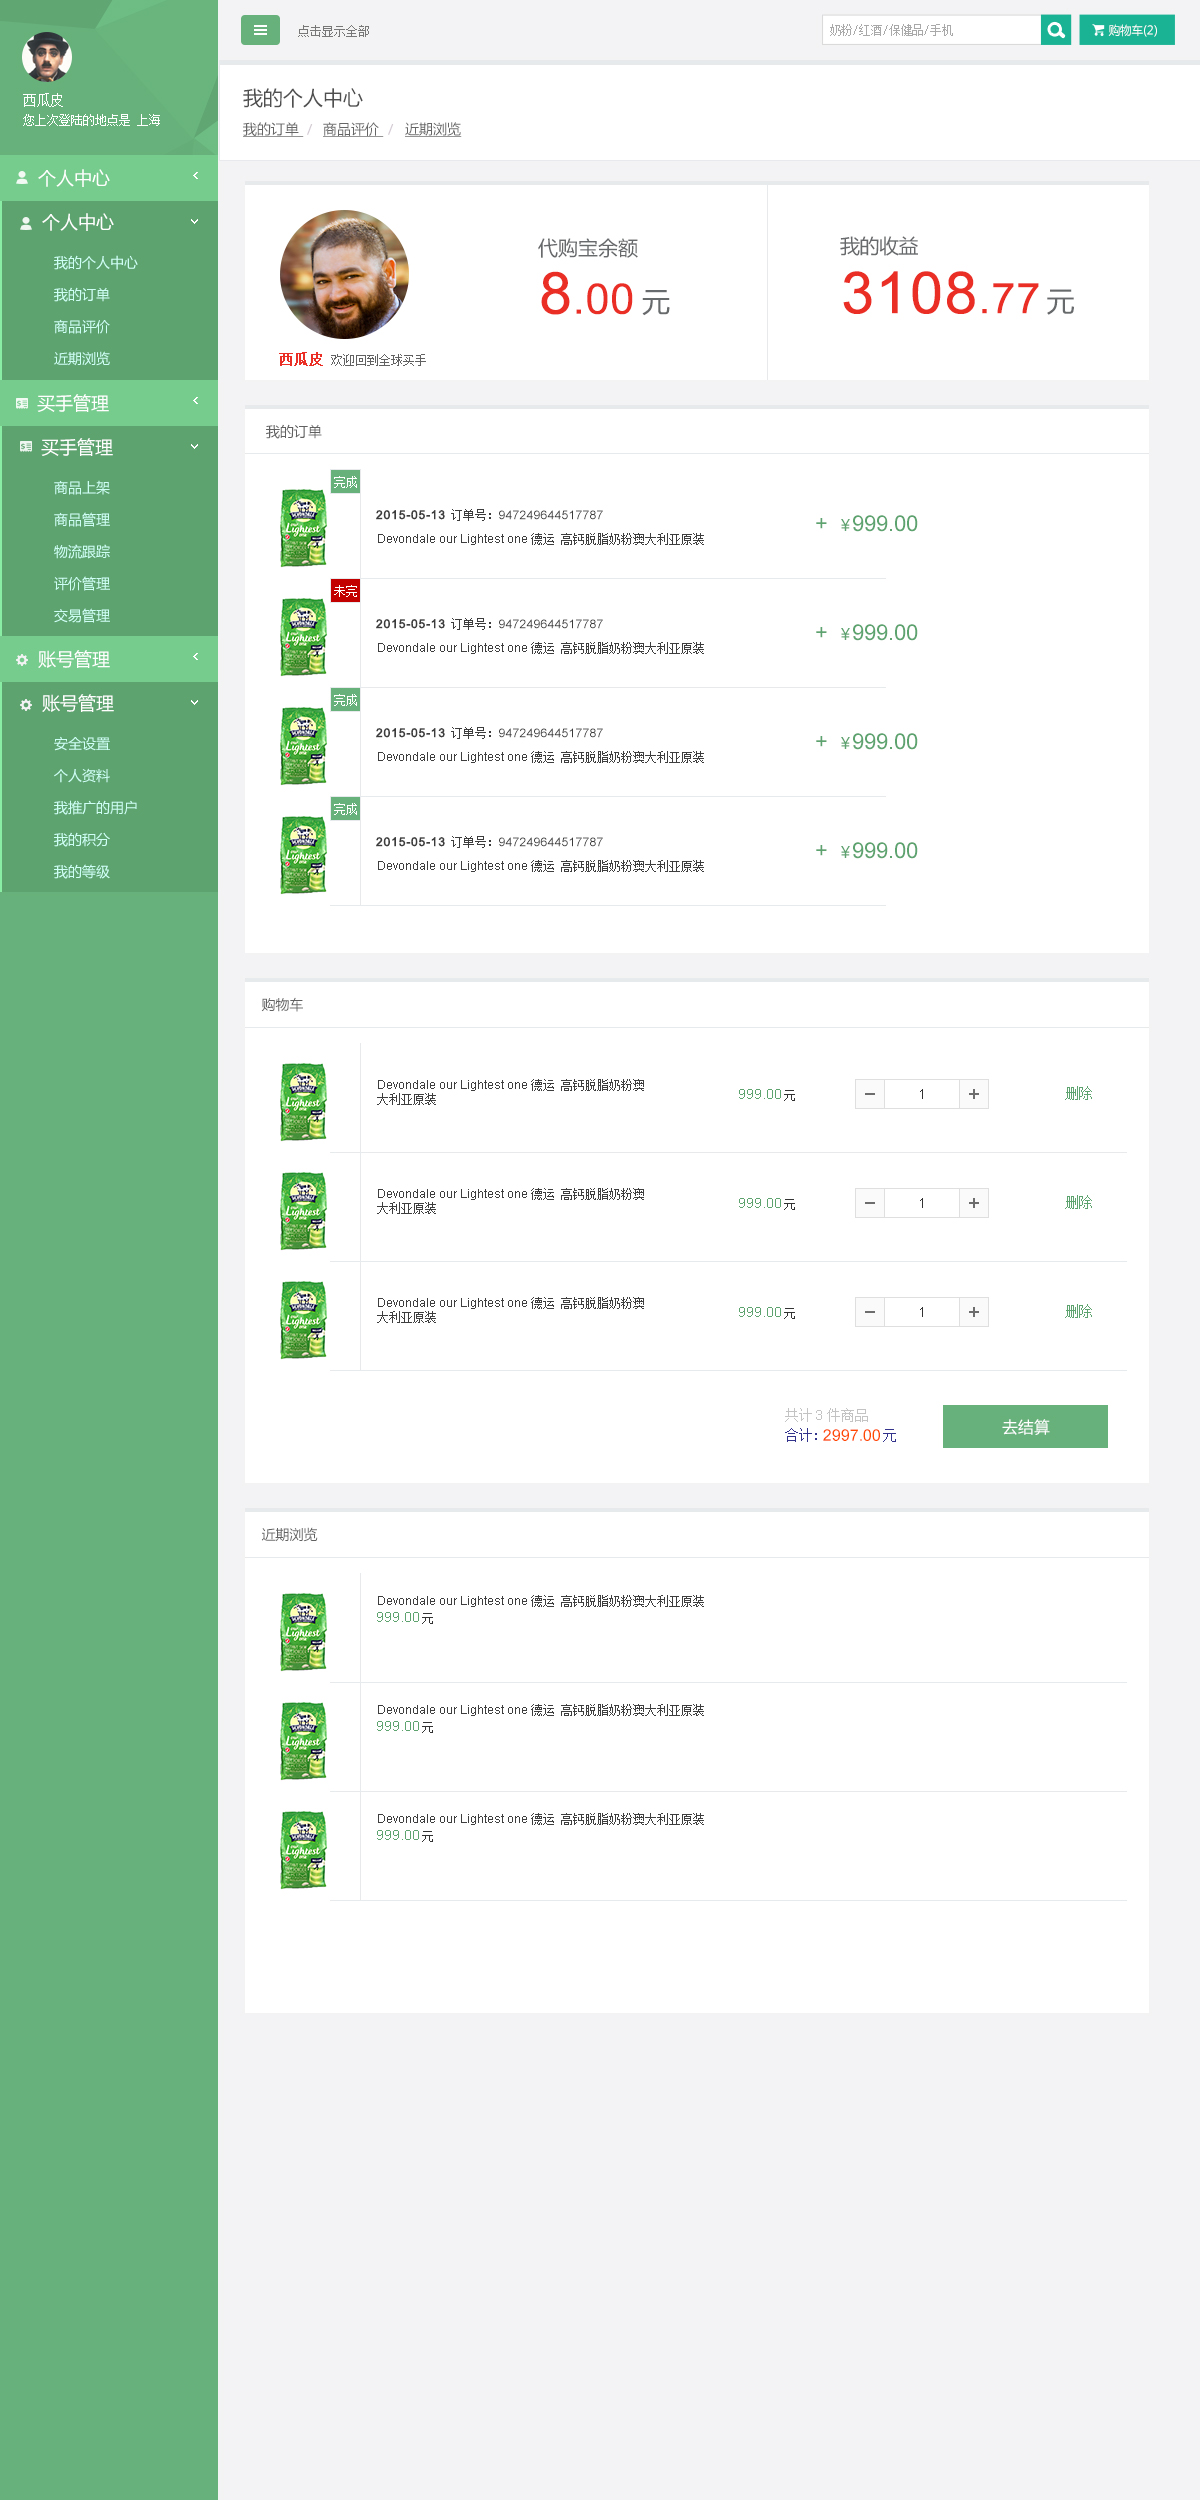 点击显示全部
奶粉/红酒/保健品/手机
购物车(2)
西瓜皮
您上次登陆的地点是 上海
个人中心
个人中心
我的个人中心
我的订单
商品评价
近期浏览
买手管理
买手管理
商品上架
商品管理
物流跟踪
评价管理
交易管理
账号管理
账号管理
安全设置
个人资料
我推广的用户
我的积分
我的等级
我的个人中心
我的订单 / 商品评价 / 近期浏览
西瓜皮 欢迎回到全球买手
代购宝余额
8.00 元
我的收益
3108.77 元
我的订单
完成
Lightest
2015-05-13 订单号：947249644517787
Devondale our Lightest one 德运 高钙脱脂奶粉澳大利亚原装
+ ¥999.00
未完
Lightest
2015-05-13 订单号：947249644517787
Devondale our Lightest one 德运 高钙脱脂奶粉澳大利亚原装
+ ¥999.00
完成
Lightest
2015-05-13 订单号：947249644517787
Devondale our Lightest one 德运 高钙脱脂奶粉澳大利亚原装
+ ¥999.00
完成
Lightest
2015-05-13 订单号：947249644517787
Devondale our Lightest one 德运 高钙脱脂奶粉澳大利亚原装
+ ¥999.00
购物车
Lightest
Devondale our Lightest one 德运 高钙脱脂奶粉澳
大利亚原装
999.00元
1
删除
Lightest
Devondale our Lightest one 德运 高钙脱脂奶粉澳
大利亚原装
999.00元
1
删除
Lightest
Devondale our Lightest one 德运 高钙脱脂奶粉澳
大利亚原装
999.00元
1
删除
共计 3 件商品
合计：2997.00元
去结算
近期浏览
Lightest
Devondale our Lightest one 德运 高钙脱脂奶粉澳大利亚原装
999.00元
Lightest
Devondale our Lightest one 德运 高钙脱脂奶粉澳大利亚原装
999.00元
Lightest
Devondale our Lightest one 德运 高钙脱脂奶粉澳大利亚原装
999.00元